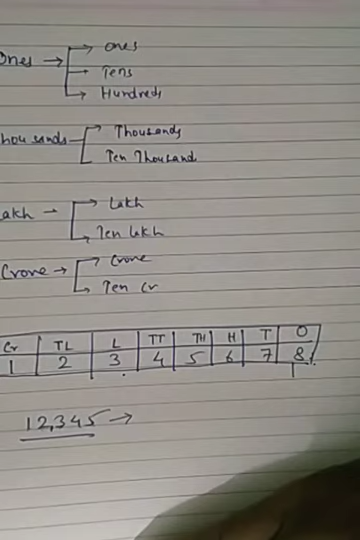 Ones → Ones
Tens
Hundreds
housands Thousands
Ten Thousand
akh - Lakh
Ten lakh
Crore → Crore
Ten Cr
Cr TL L TT TH H T O
1 2 3 4 5 6 7 8
12,345 →